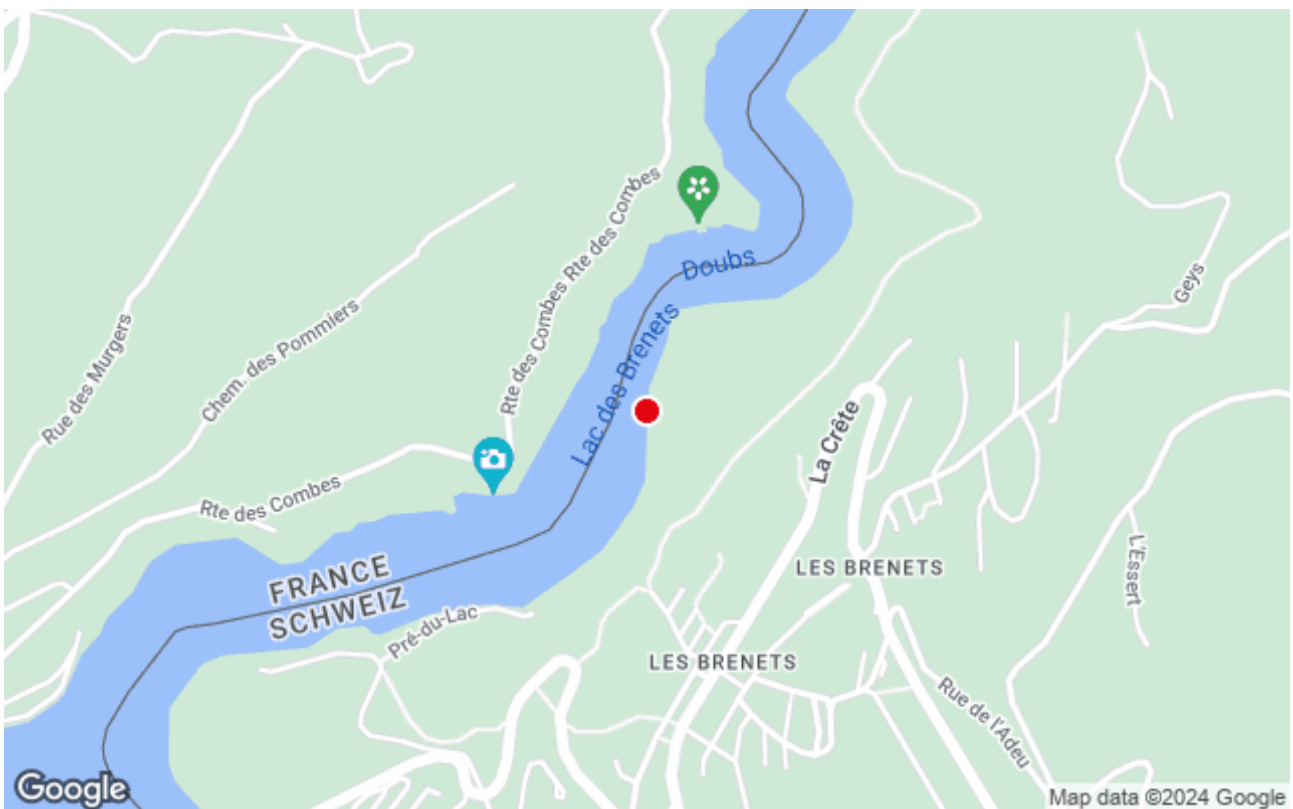 Rte des Combes
Rte des Combes
Doubs
Geys
Rue des Murgers
Chem. des Pommiers
Lac des Brenets
La Crête
Rte des Combes
L'Essert
FRANCE
SCHWEIZ
LES BRENETS
Pré-du-Lac
LES BRENETS
Rue de l'Adeu
Google
Map data ©2024 Google